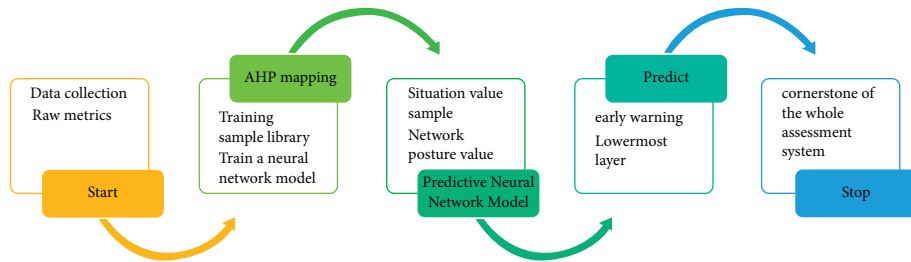 Data collection
Raw metrics
Start
AHP mapping
Training
sample library
Train a neural
network model
Situation value
sample
Network
posture value
Predictive Neural
Network Model
Predict
early warning
Lowermost
layer
cornerstone of
the whole
assessment
system
Stop